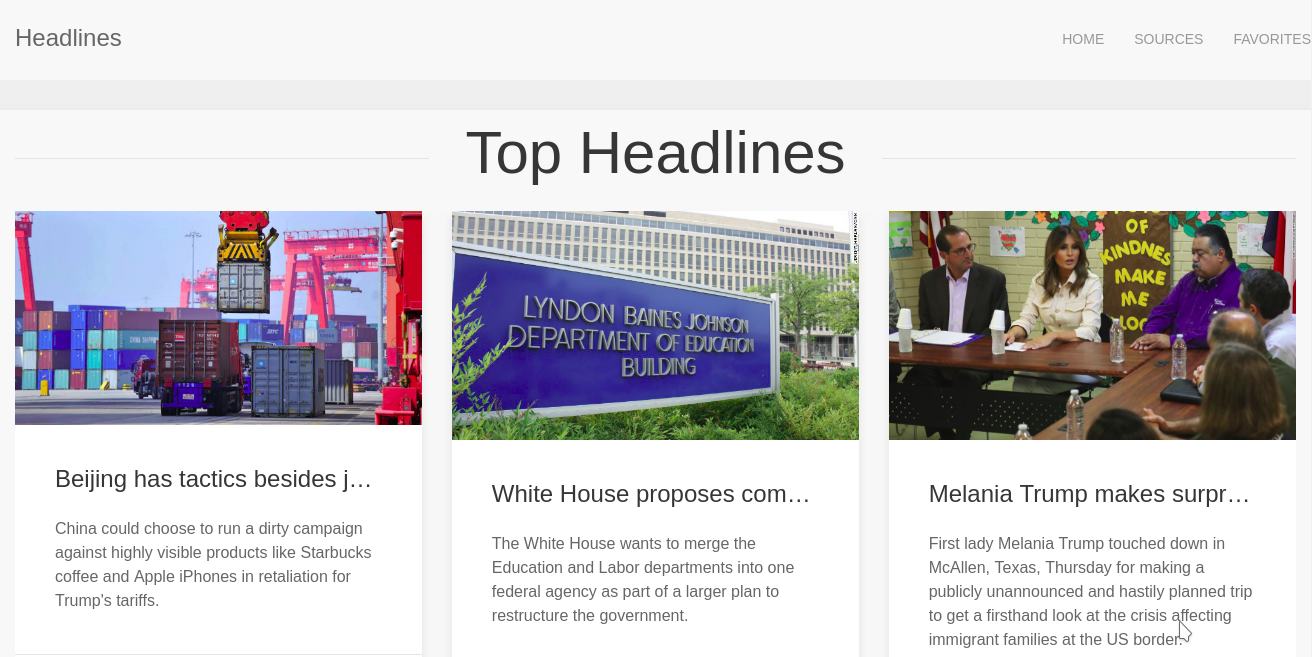 Headlines
HOME SOURCES FAVORITES
Top Headlines
LYNDON BAINES JOHNSON
DEPARTMENT OF EDUCATION
BUILDING
OF
KINDNES
MAKE
ME
Beijing has tactics besides j…
China could choose to run a dirty campaign
against highly visible products like Starbucks
coffee and Apple iPhones in retaliation for
Trump's tariffs.
White House proposes com…
The White House wants to merge the
Education and Labor departments into one
federal agency as part of a larger plan to
restructure the government.
Melania Trump makes surpr…
First lady Melania Trump touched down in
McAllen, Texas, Thursday for making a
publicly unannounced and hastily planned trip
to get a firsthand look at the crisis affecting
immigrant families at the US border.